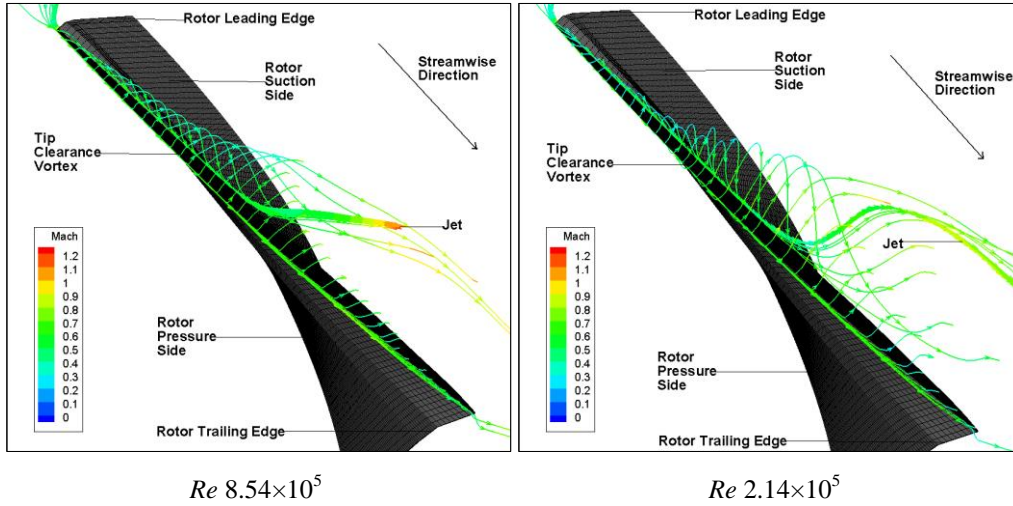 Rotor Leading Edge
Rotor
Suction
Side
Streamwise
Direction
Tip
Clearance
Vortex
Jet
Mach
1.2
1.1
1
0.9
0.8
0.7
0.6
0.5
0.4
0.3
0.2
0.1
0
Rotor
Pressure
Side
Rotor Trailing Edge
Re 8.54×10⁵
Rotor Leading Edge
Rotor
Suction
Side
Streamwise
Direction
Tip
Clearance
Vortex
Jet
Mach
1.2
1.1
1
0.9
0.8
0.7
0.6
0.5
0.4
0.3
0.2
0.1
0
Rotor
Pressure
Side
Rotor Trailing Edge
Re 2.14×10⁵